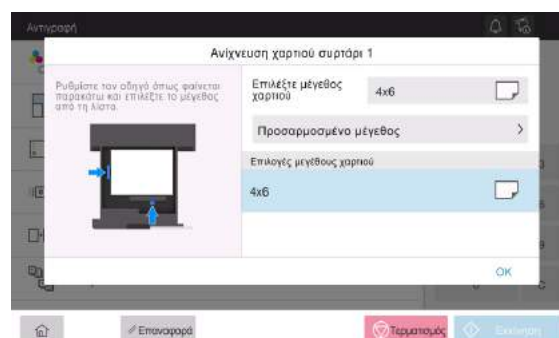 Αντιγραφή
Ανίχνευση χαρτιού συρτάρι 1
Ρυθμίστε τον οδηγό όπως φαίνεται
παρακάτω και επιλέξτε το μέγεθος
από τη λίστα.
Επιλέξτε μέγεθος
χαρτιού
4x6
Προσαρμοσμένο μέγεθος
Επιλογές μεγέθους χαρτιού
4x6
OK
Επαναφορά
Τερματισμός
Εκκίνηση